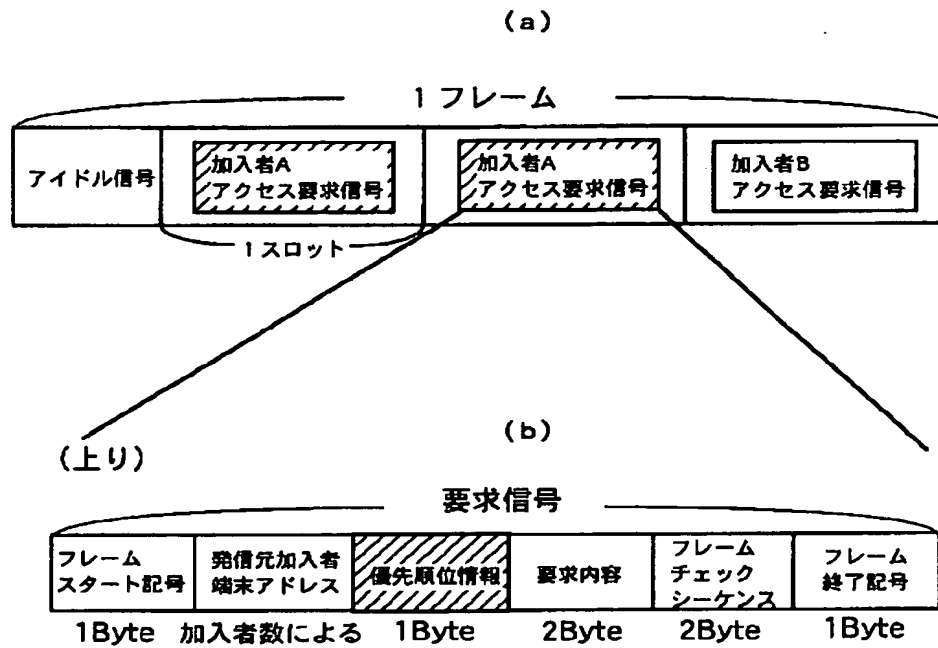 (a)
1フレーム
アイドル信号
加入者A
アクセス要求信号
加入者A
アクセス要求信号
加入者B
アクセス要求信号
1スロット
(b)
(上り)
要求信号
フレーム
スタート記号
発信元加入者
端末アドレス
優先順位情報
要求内容
フレーム
チェック
シーケンス
フレーム
終了記号
1Byte 加入者数による 1Byte 2Byte 2Byte 1Byte